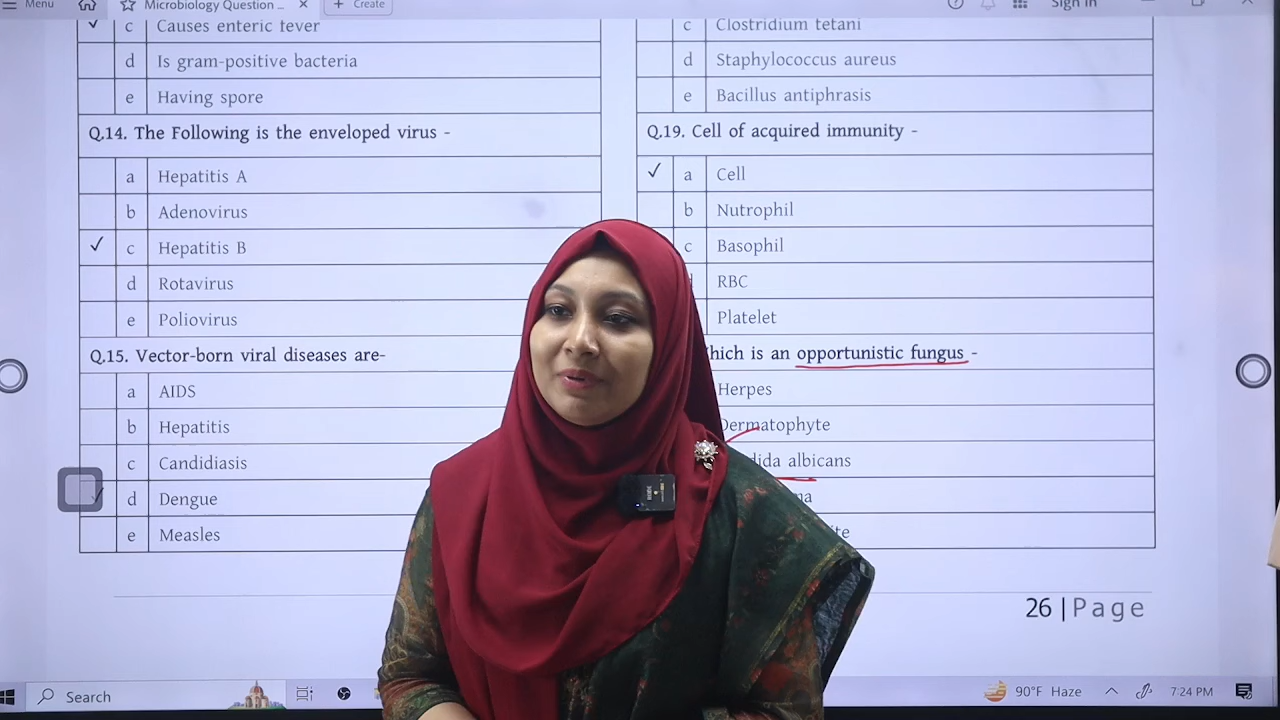 Menu
Microbiology Question ...
×
+ Create
Sign in
✓ c Causes enteric fever
d Is gram-positive bacteria
e Having spore
Q.14. The Following is the enveloped virus -
a Hepatitis A
b Adenovirus
✓ c Hepatitis B
d Rotavirus
e Poliovirus
Q.15. Vector-born viral diseases are-
a AIDS
b Hepatitis
c Candidiasis
✓ d Dengue
e Measles
c Clostridium tetani
d Staphylococcus aureus
e Bacillus antiphrasis
Q.19. Cell of acquired immunity -
✓ a Cell
b Nutrophil
c Basophil
RBC
Platelet
is an opportunistic fungus -
Herpes
Dermatophyte
albicans
26 | Page
Search
90°F Haze
7:24 PM